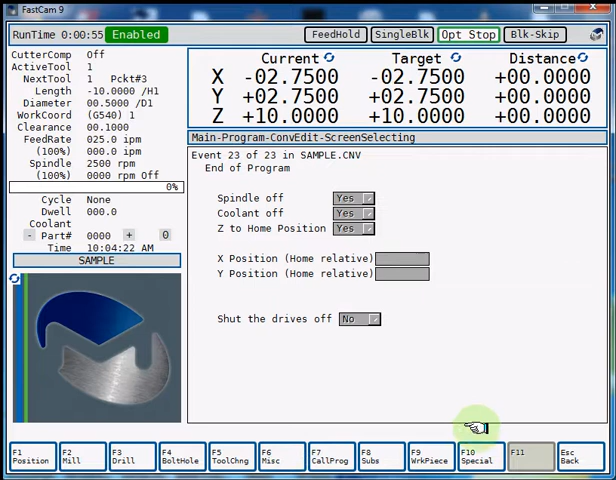 FastCam 9
RunTime 0:00:55 Enabled FeedHold SingleBlk Opt Stop Blk-Skip
CutterComp Off
ActiveTool 1
NextTool 1 Pckt#3
Length -10.0000 /H1
Diameter 00.5000 /D1
WorkCoord (G540) 1
Clearance 00.1000
FeedRate 025.0 ipm
(100%) 000.0 ipm
Spindle 2500 rpm
(100%) 0000 rpm Off
0%
Cycle None
Dwell 000.0
Coolant
- Part# 0000 + 0
Time 10:04:22 AM
SAMPLE
Current Target Distance
X -02.7500 -02.7500 +00.0000
Y +02.7500 +02.7500 +00.0000
Z +10.0000 +10.0000 +00.0000
Main-Program-ConvEdit-ScreenSelecting
Event 23 of 23 in SAMPLE.CNV
End of Program
Spindle off Yes
Coolant off Yes
Z to Home Position Yes
X Position (Home relative)
Y Position (Home relative)
Shut the drives off No
F1 F2 F3 F4 F5 F6 F7 F8 F9 F10 F11 Esc
Position Mill Drill BoltHole ToolChng Misc CallProg Subs WrkPiece Special Back